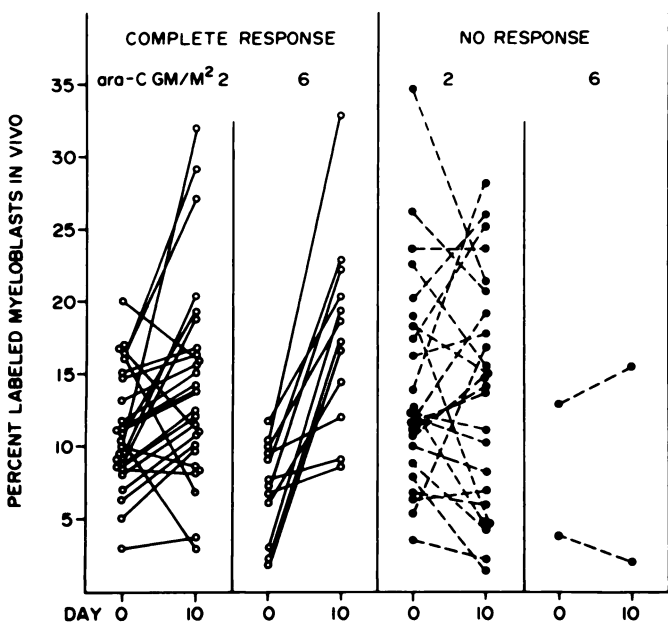 COMPLETE RESPONSE
NO RESPONSE
ara-C GM/M² 2
6
2
6
PERCENT LABELED MYELOBLASTS IN VIVO
35
30
25
20
15
10
5
DAY 0 10 0 10 0 10 0 10